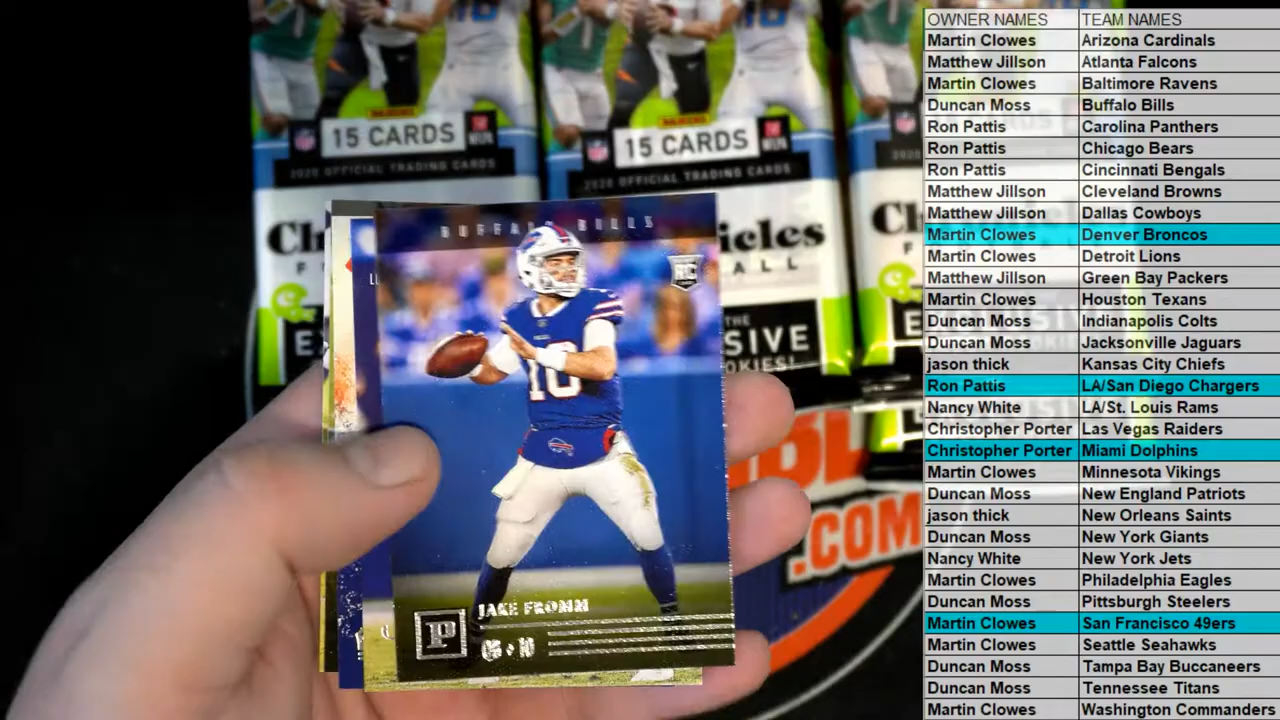 15 CARDS
2020 OFFICIAL TRADING CARDS
15 CARDS
2020 OFFICIAL TRADING CARDS
BUFFALO BILLS
RC
10
JAKE FROMM
P
QB • 10
.COM
OWNER NAMES TEAM NAMES
Martin Clowes Arizona Cardinals
Matthew Jillson Atlanta Falcons
Martin Clowes Baltimore Ravens
Duncan Moss Buffalo Bills
Ron Pattis Carolina Panthers
Ron Pattis Chicago Bears
Ron Pattis Cincinnati Bengals
Matthew Jillson Cleveland Browns
Matthew Jillson Dallas Cowboys
Martin Clowes Denver Broncos
Martin Clowes Detroit Lions
Matthew Jillson Green Bay Packers
Martin Clowes Houston Texans
Duncan Moss Indianapolis Colts
Duncan Moss Jacksonville Jaguars
jason thick Kansas City Chiefs
Ron Pattis LA/San Diego Chargers
Nancy White LA/St. Louis Rams
Christopher Porter Las Vegas Raiders
Christopher Porter Miami Dolphins
Martin Clowes Minnesota Vikings
Duncan Moss New England Patriots
jason thick New Orleans Saints
Duncan Moss New York Giants
Nancy White New York Jets
Martin Clowes Philadelphia Eagles
Duncan Moss Pittsburgh Steelers
Martin Clowes San Francisco 49ers
Martin Clowes Seattle Seahawks
Duncan Moss Tampa Bay Buccaneers
Duncan Moss Tennessee Titans
Martin Clowes Washington Commanders